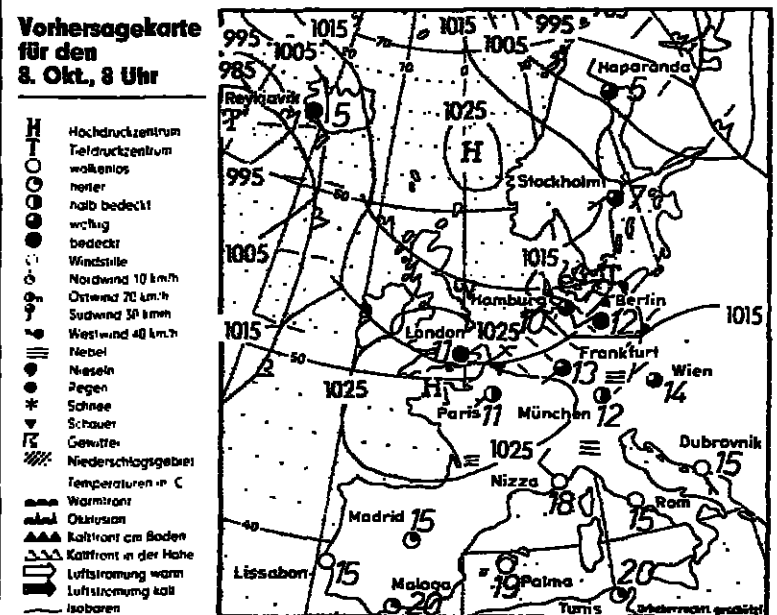 Vorhersagekarte
für den
8. Okt., 8 Uhr
H Hochdruckzentrum
T Tiefdruckzentrum
wolkenlos
heiter
halb bedeckt
wolkig
bedeckt
Windstille
Nordwind 10 km/h
Ostwind 20 km/h
Südwind 30 km/h
Westwind 40 km/h
Nebel
Nieseln
Regen
Schnee
Schauer
Gewitter
Niederschlagsgebiet
Temperaturen in C
Warmfront
Okklusion
Kaltfront am Boden
Kaltfront in der Höhe
Luftströmung warm
Luftströmung kalt
Isobaren
995 1015 1015 995
1005 1005
985
Haparanda
5
Reykjavik 5
T
1025
H
995
Stockholm 7
1005
1015
T
Hamburg 10 Berlin 12
1015
London 11 1025
1015
Frankfurt 13
50
1025
H
Paris 11
München 12
Wien 14
1025
Dubrovnik 15
Nizza 18
Rom 15
Madrid 15
40
Lissabon 15
Palma 19
Malaga 20
Tunis 20